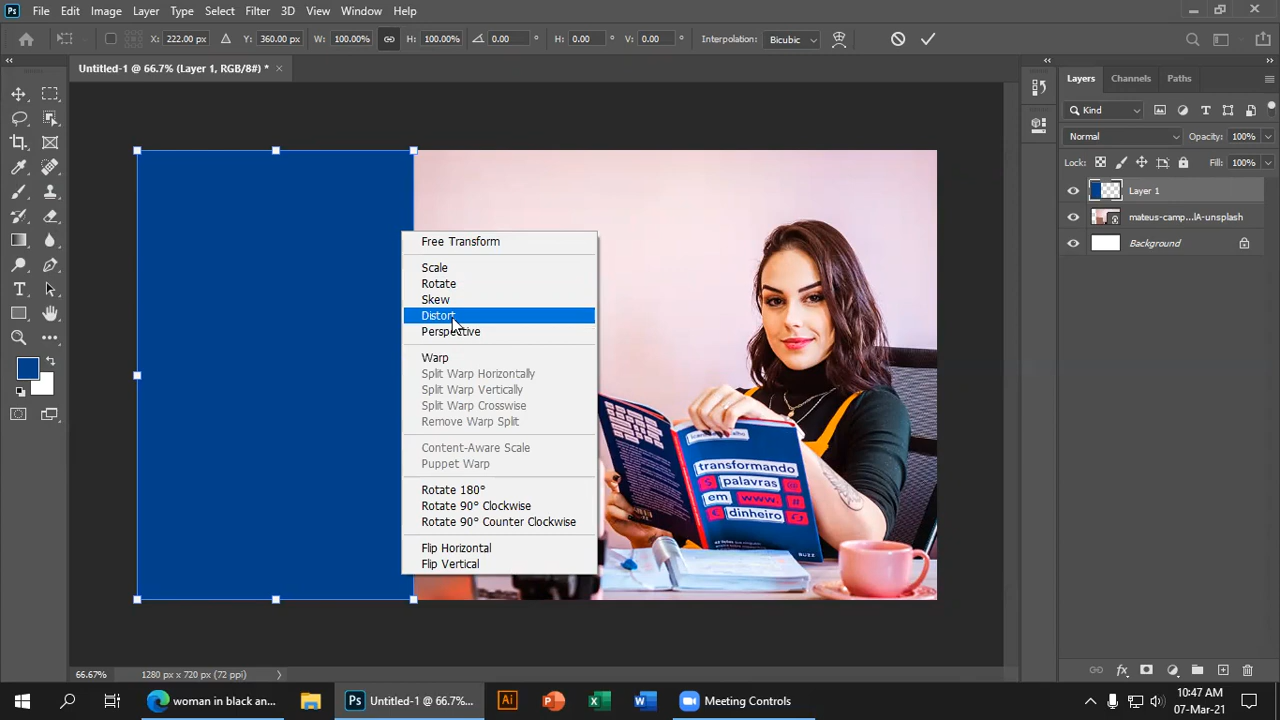 Ps File Edit Image Layer Type Select Filter 3D View Window Help
X: 222.00 px Y: 360.00 px W: 100.00% H: 100.00% 0.00 ° H: 0.00 ° V: 0.00 ° Interpolation: Bicubic
Untitled-1 @ 66.7% (Layer 1, RGB/8#) *
Layers Channels Paths
Kind
Normal Opacity: 100%
Lock: Fill: 100%
Layer 1
mateus-camp...lA-unsplash
Background
Free Transform
Scale
Rotate
Skew
Distort
Perspective
Warp
Split Warp Horizontally
Split Warp Vertically
Split Warp Crosswise
Remove Warp Split
Content-Aware Scale
Puppet Warp
Rotate 180°
Rotate 90° Clockwise
Rotate 90° Counter Clockwise
Flip Horizontal
Flip Vertical
transformando
palavras
em www.
dinheiro
BUZZ
66.67% 1280 px x 720 px (72 ppi)
woman in black an... Ps Untitled-1 @ 66.7%... Ai Meeting Controls
10:47 AM
07-Mar-21